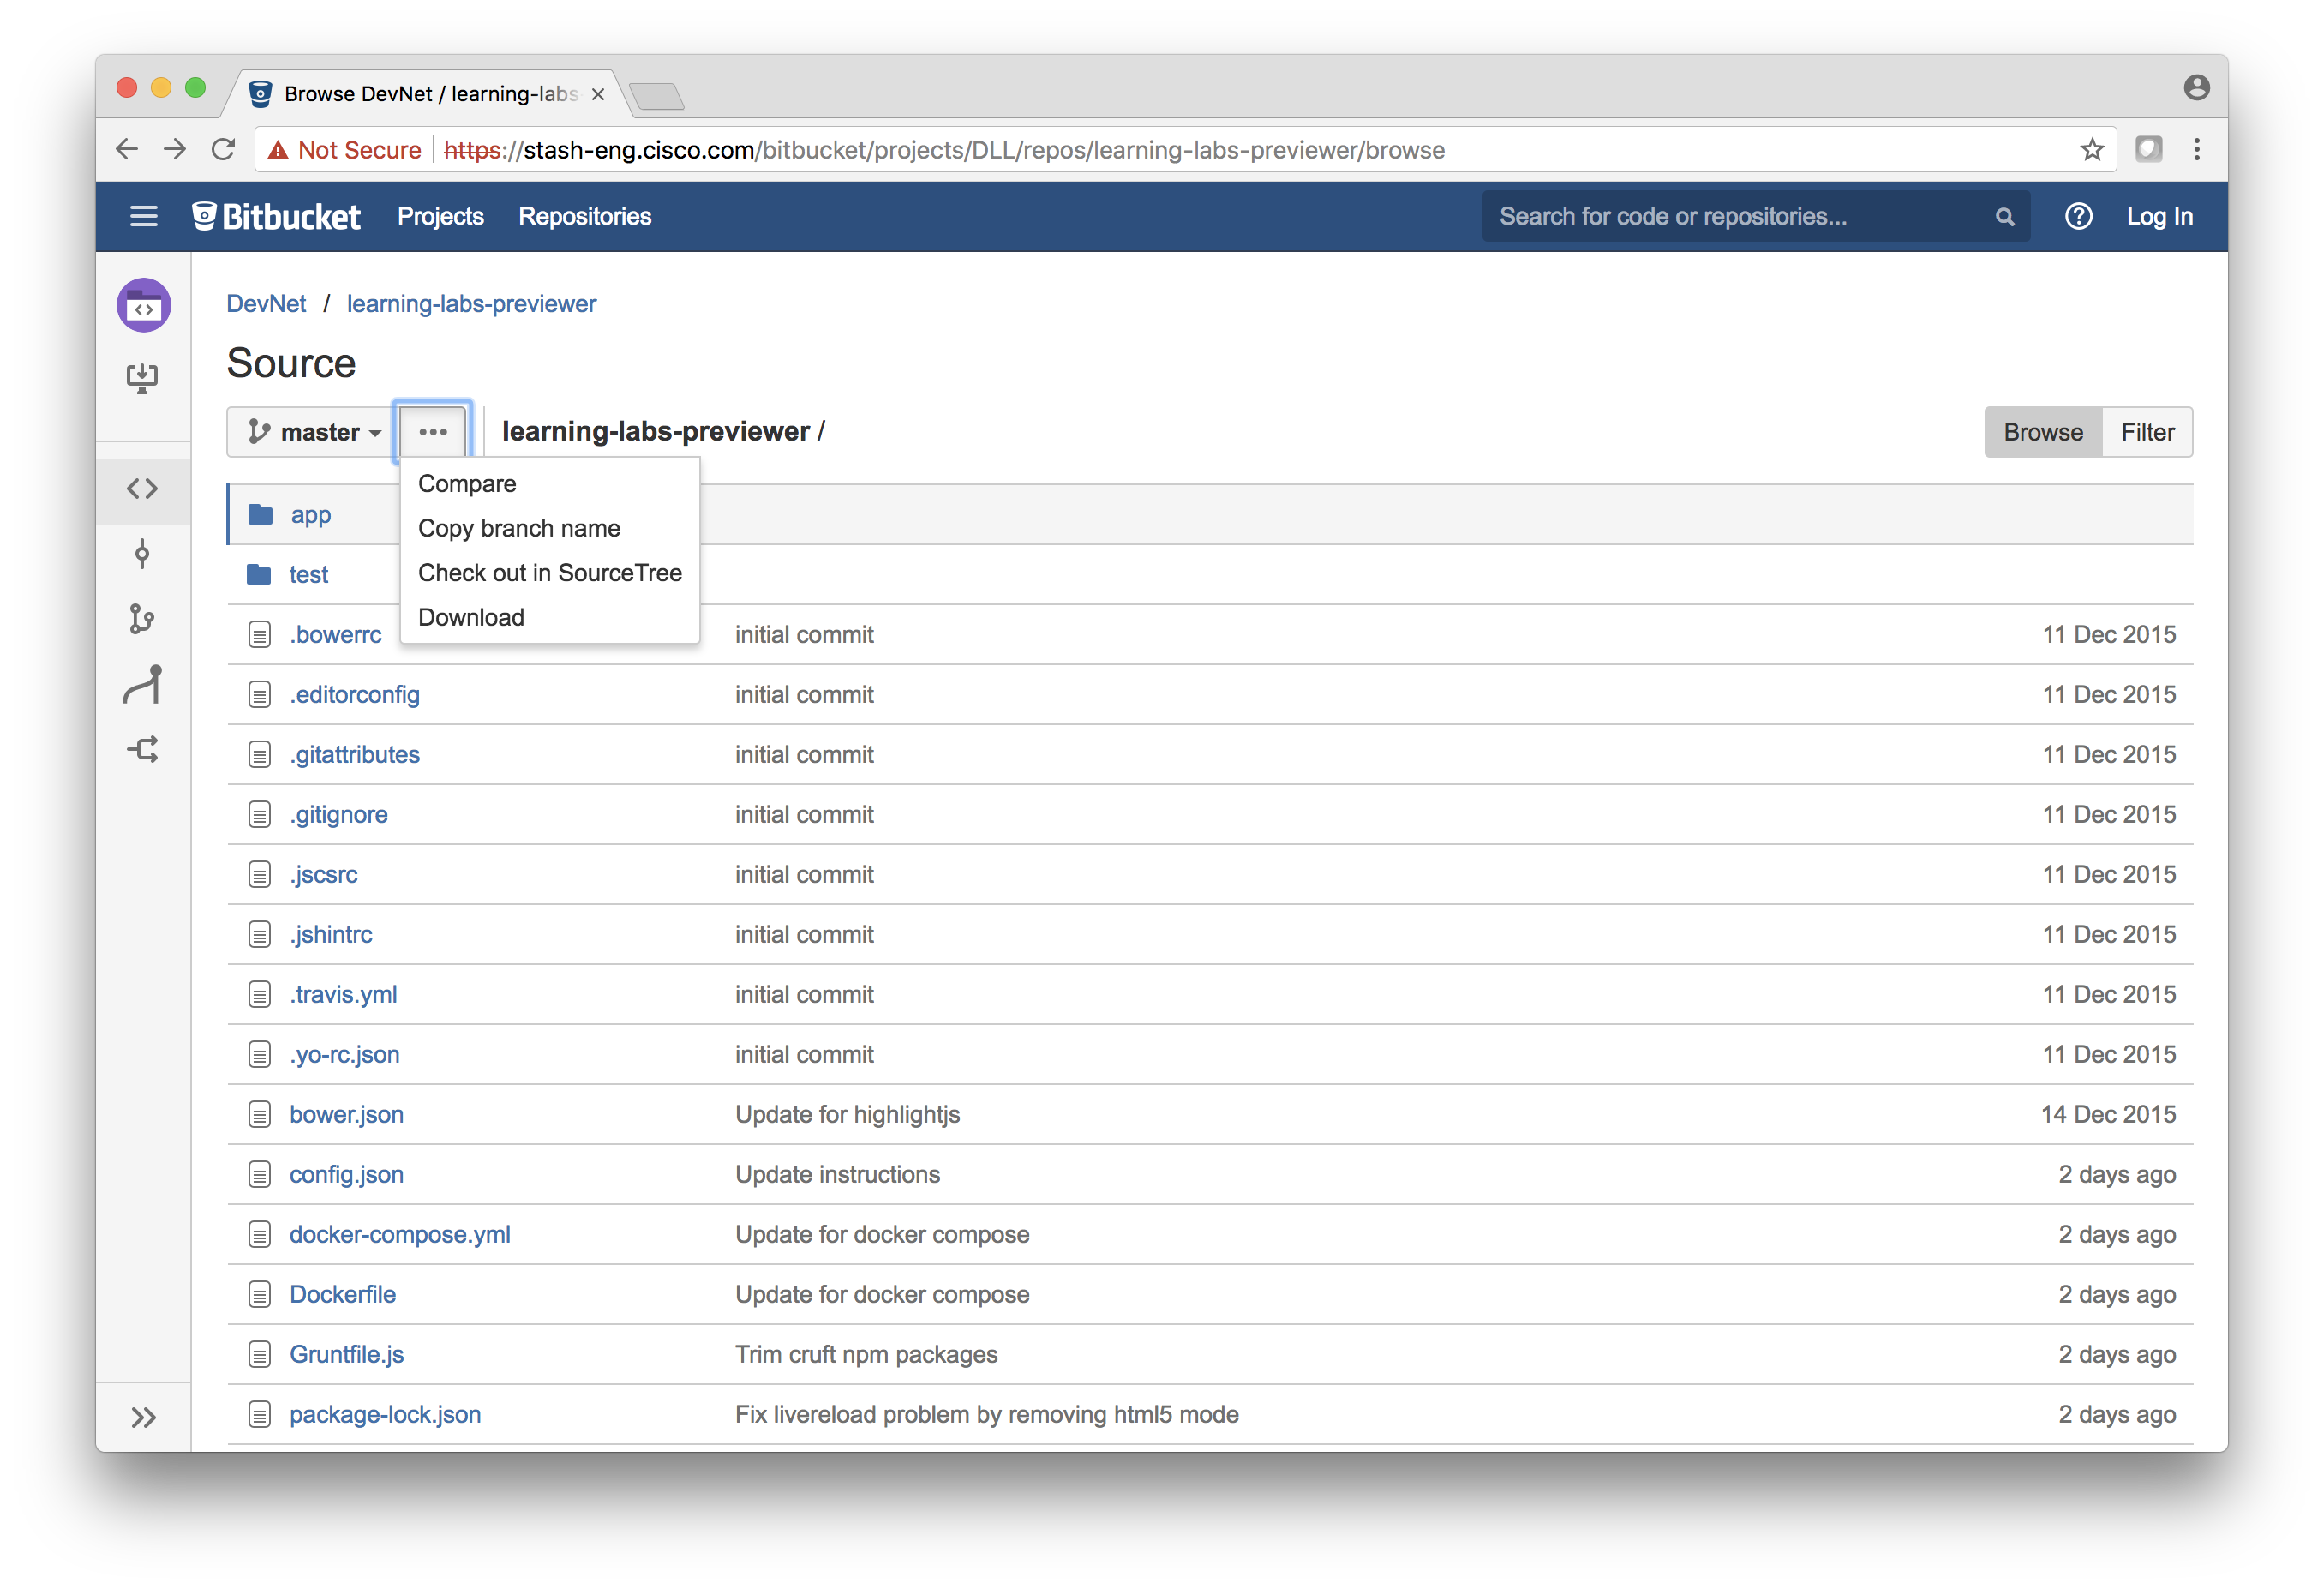 Browse DevNet / learning-labs
Not Secure https://stash-eng.cisco.com/bitbucket/projects/DLL/repos/learning-labs-previewer/browse
Bitbucket Projects Repositories Search for code or repositories... Log In
DevNet / learning-labs-previewer
Source
master learning-labs-previewer / Browse Filter
Compare
Copy branch name
Check out in SourceTree
Download
app
test
.bowerrc initial commit 11 Dec 2015
.editorconfig initial commit 11 Dec 2015
.gitattributes initial commit 11 Dec 2015
.gitignore initial commit 11 Dec 2015
.jscsrc initial commit 11 Dec 2015
.jshintrc initial commit 11 Dec 2015
.travis.yml initial commit 11 Dec 2015
.yo-rc.json initial commit 11 Dec 2015
bower.json Update for highlightjs 14 Dec 2015
config.json Update instructions 2 days ago
docker-compose.yml Update for docker compose 2 days ago
Dockerfile Update for docker compose 2 days ago
Gruntfile.js Trim cruft npm packages 2 days ago
package-lock.json Fix livereload problem by removing html5 mode 2 days ago